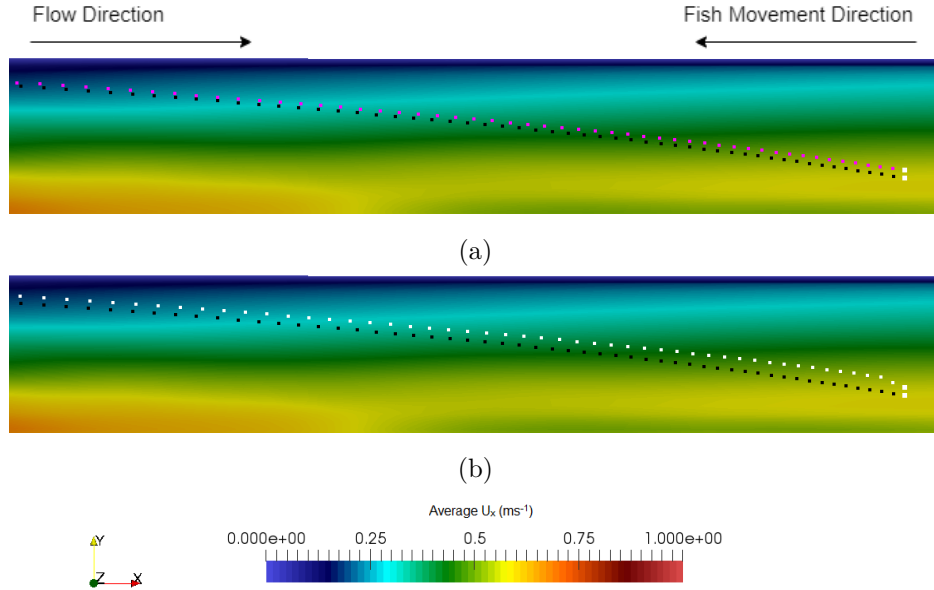 Flow Direction
Fish Movement Direction
(a)
(b)
Average Uₓ (ms⁻¹)
0.000e+00 0.25 0.5 0.75 1.000e+00
Y
Z X